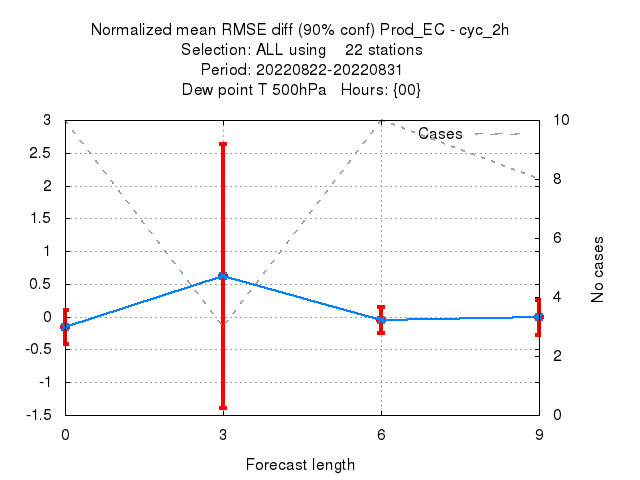 Normalized mean RMSE diff (90% conf) Prod_EC - cyc_2h
Selection: ALL using    22 stations
Period: 20220822-20220831
Dew point T 500hPa   Hours: {00}
3
2.5
2
1.5
1
0.5
0
-0.5
-1
-1.5
Cases
10
8
6
4
2
0
No cases
0 3 6 9
Forecast length